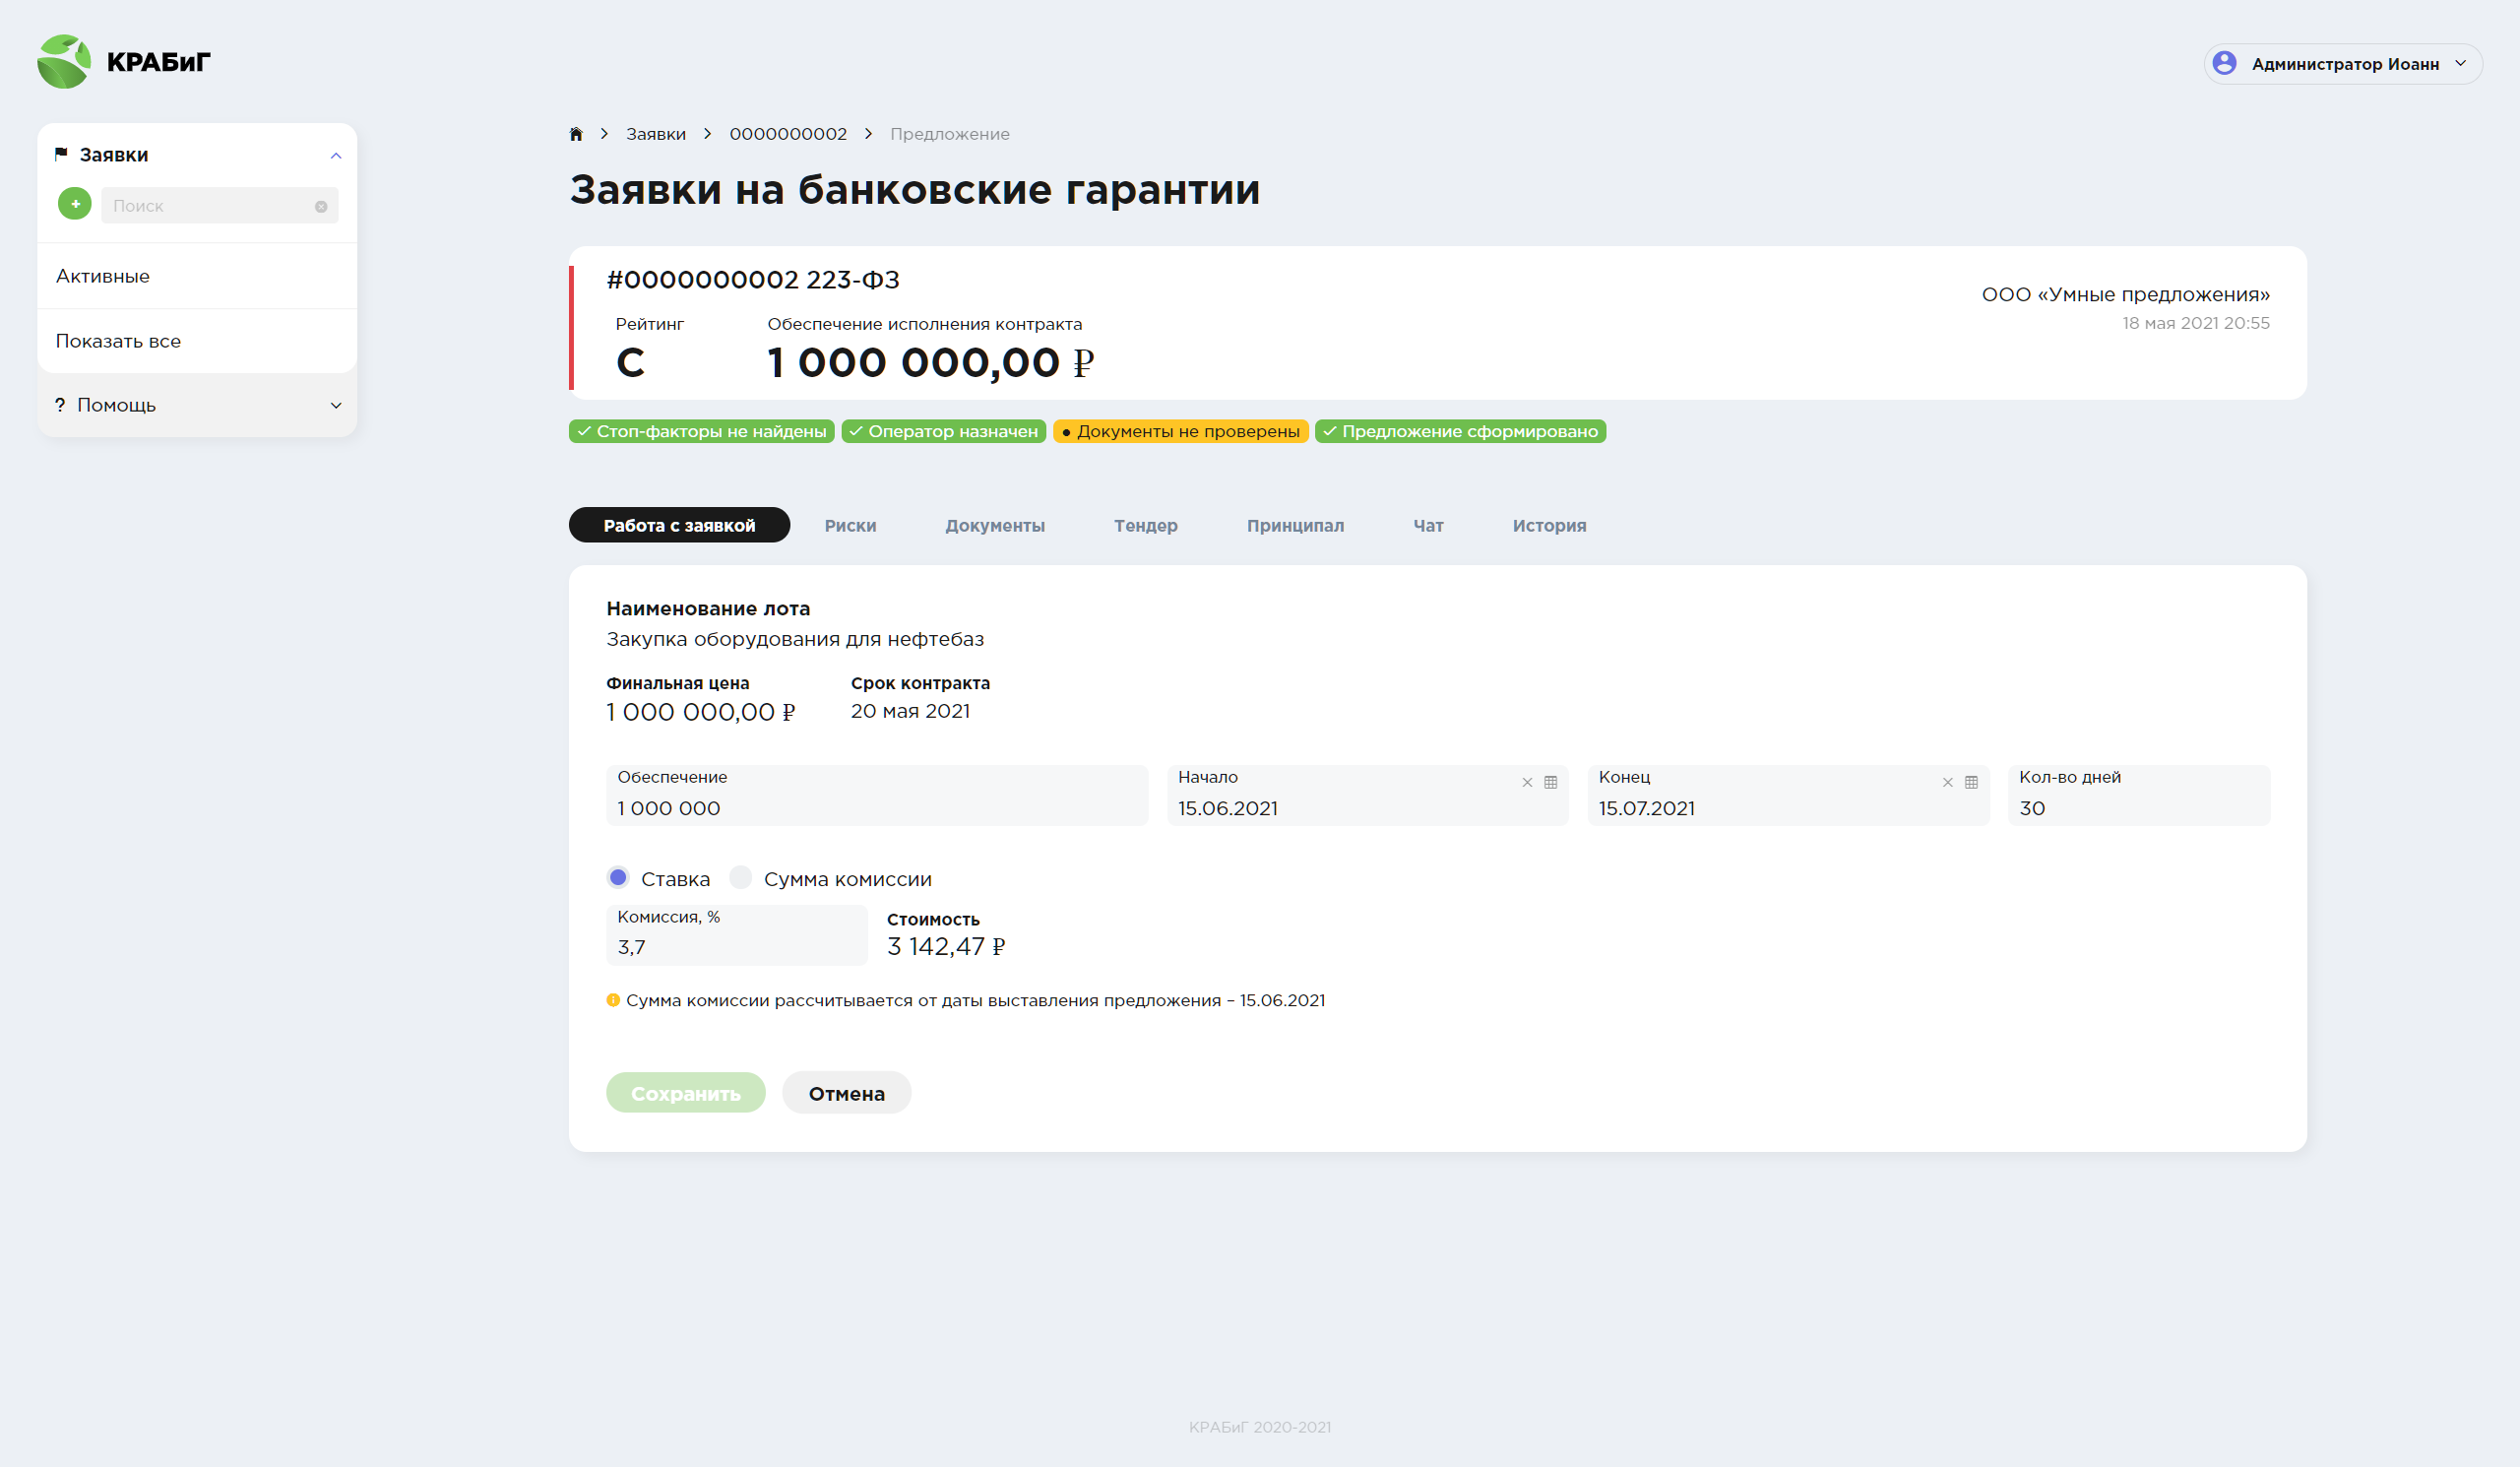 КРАБиГ
Администратор Иоанн
Заявки
+ Поиск
Активные
Показать все
? Помощь
Заявки 0000000002 Предложение
Заявки на банковские гарантии
#0000000002 223-ФЗ
ООО «Умные предложения»
18 мая 2021 20:55
Рейтинг Обеспечение исполнения контракта
C 1 000 000,00 ₽
Стоп-факторы не найдены Оператор назначен Документы не проверены Предложение сформировано
Работа с заявкой Риски Документы Тендер Принципал Чат История
Наименование лота
Закупка оборудования для нефтебаз
Финальная цена Срок контракта
1 000 000,00 ₽ 20 мая 2021
Обеспечение Начало Конец Кол-во дней
1 000 000 15.06.2021 15.07.2021 30
Ставка Сумма комиссии
Комиссия, % Стоимость
3,7 3 142,47 ₽
Сумма комиссии рассчитывается от даты выставления предложения – 15.06.2021
Сохранить Отмена
КРАБиГ 2020-2021